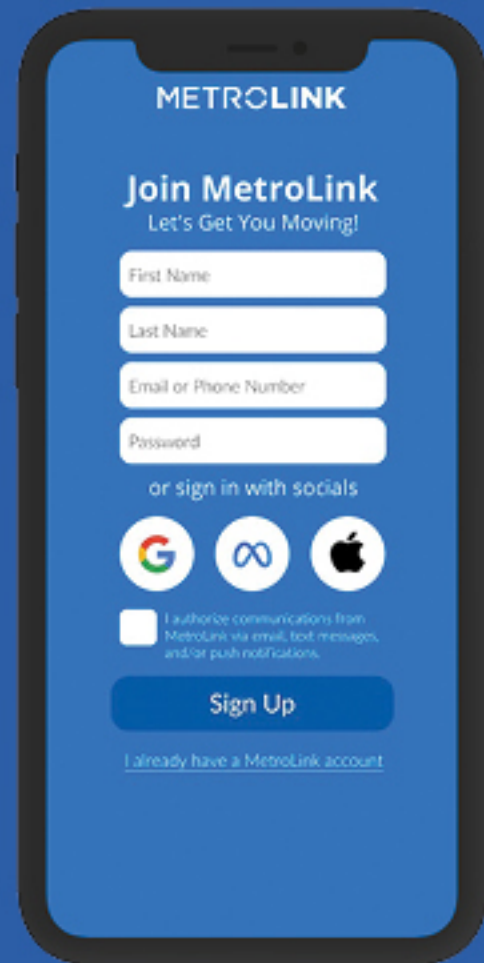 METROLINK
Join MetroLink
Let's Get You Moving!
First Name
Last Name
Email or Phone Number
Password
or sign in with socials
G
I authorize communications from
MetroLink via email, text messages,
and/or push notifications.
Sign Up
I already have a MetroLink account